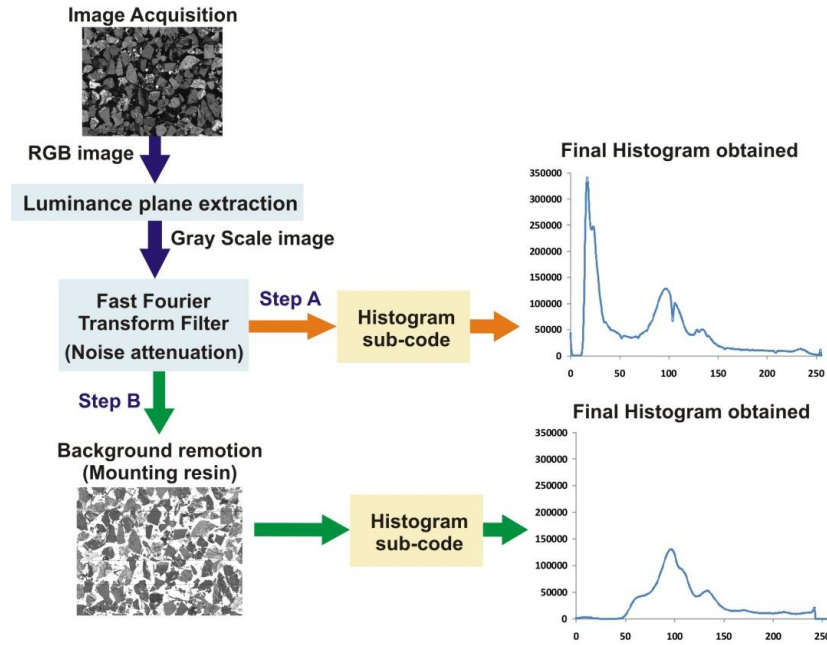 Image Acquisition
RGB image
Luminance plane extraction
Gray Scale image
Fast Fourier
Transform Filter
(Noise attenuation)
Step A
Histogram
sub-code
Final Histogram obtained
350000
300000
250000
200000
150000
100000
50000
0
0 50 100 150 200 250
Step B
Background remotion
(Mounting resin)
Histogram
sub-code
Final Histogram obtained
350000
300000
250000
200000
150000
100000
50000
0
0 50 100 150 200 250